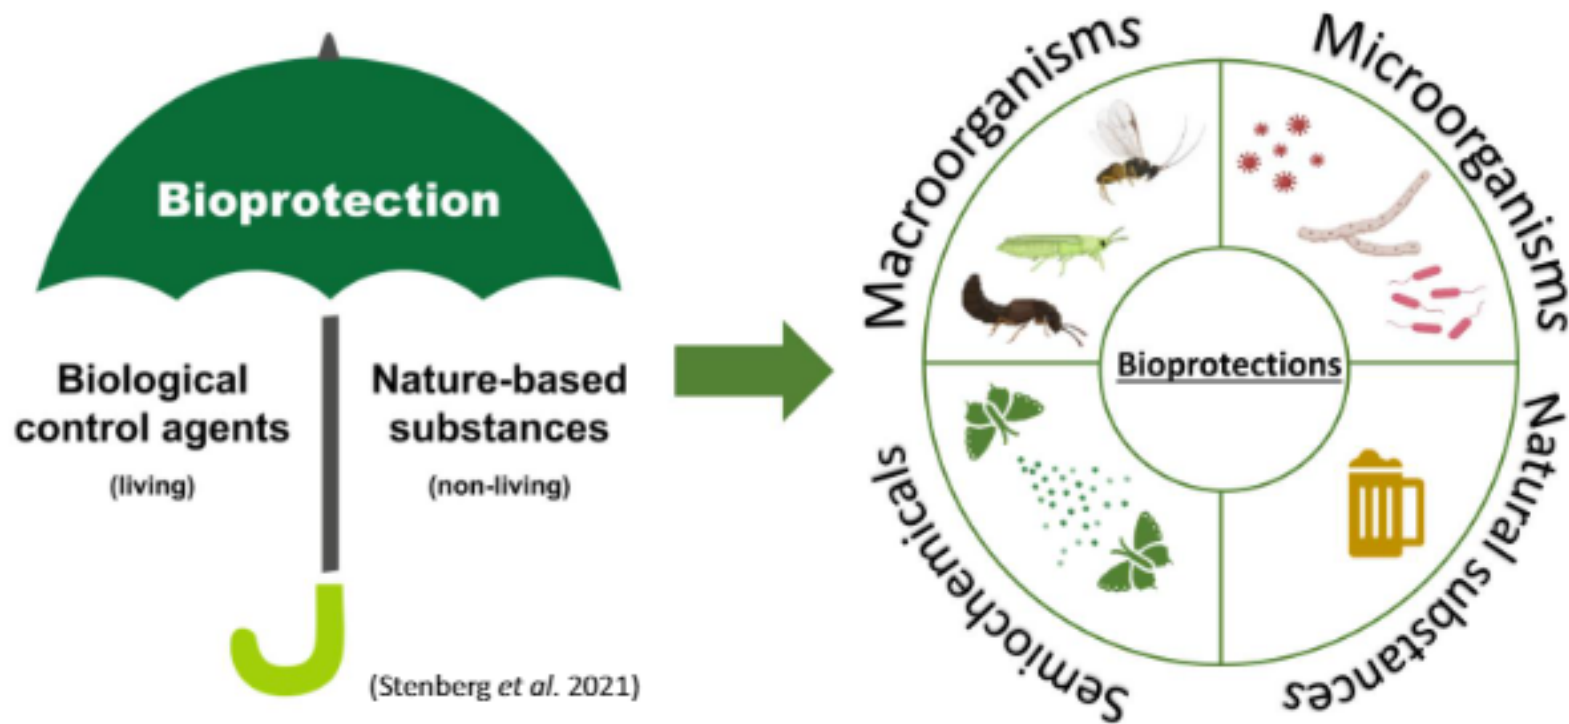 Bioprotection
Biological
control agents
(living)
Nature-based
substances
(non-living)
(Stenberg et al. 2021)
Macroorganisms
Microorganisms
Bioprotections
Semiochemicals
Natural substances